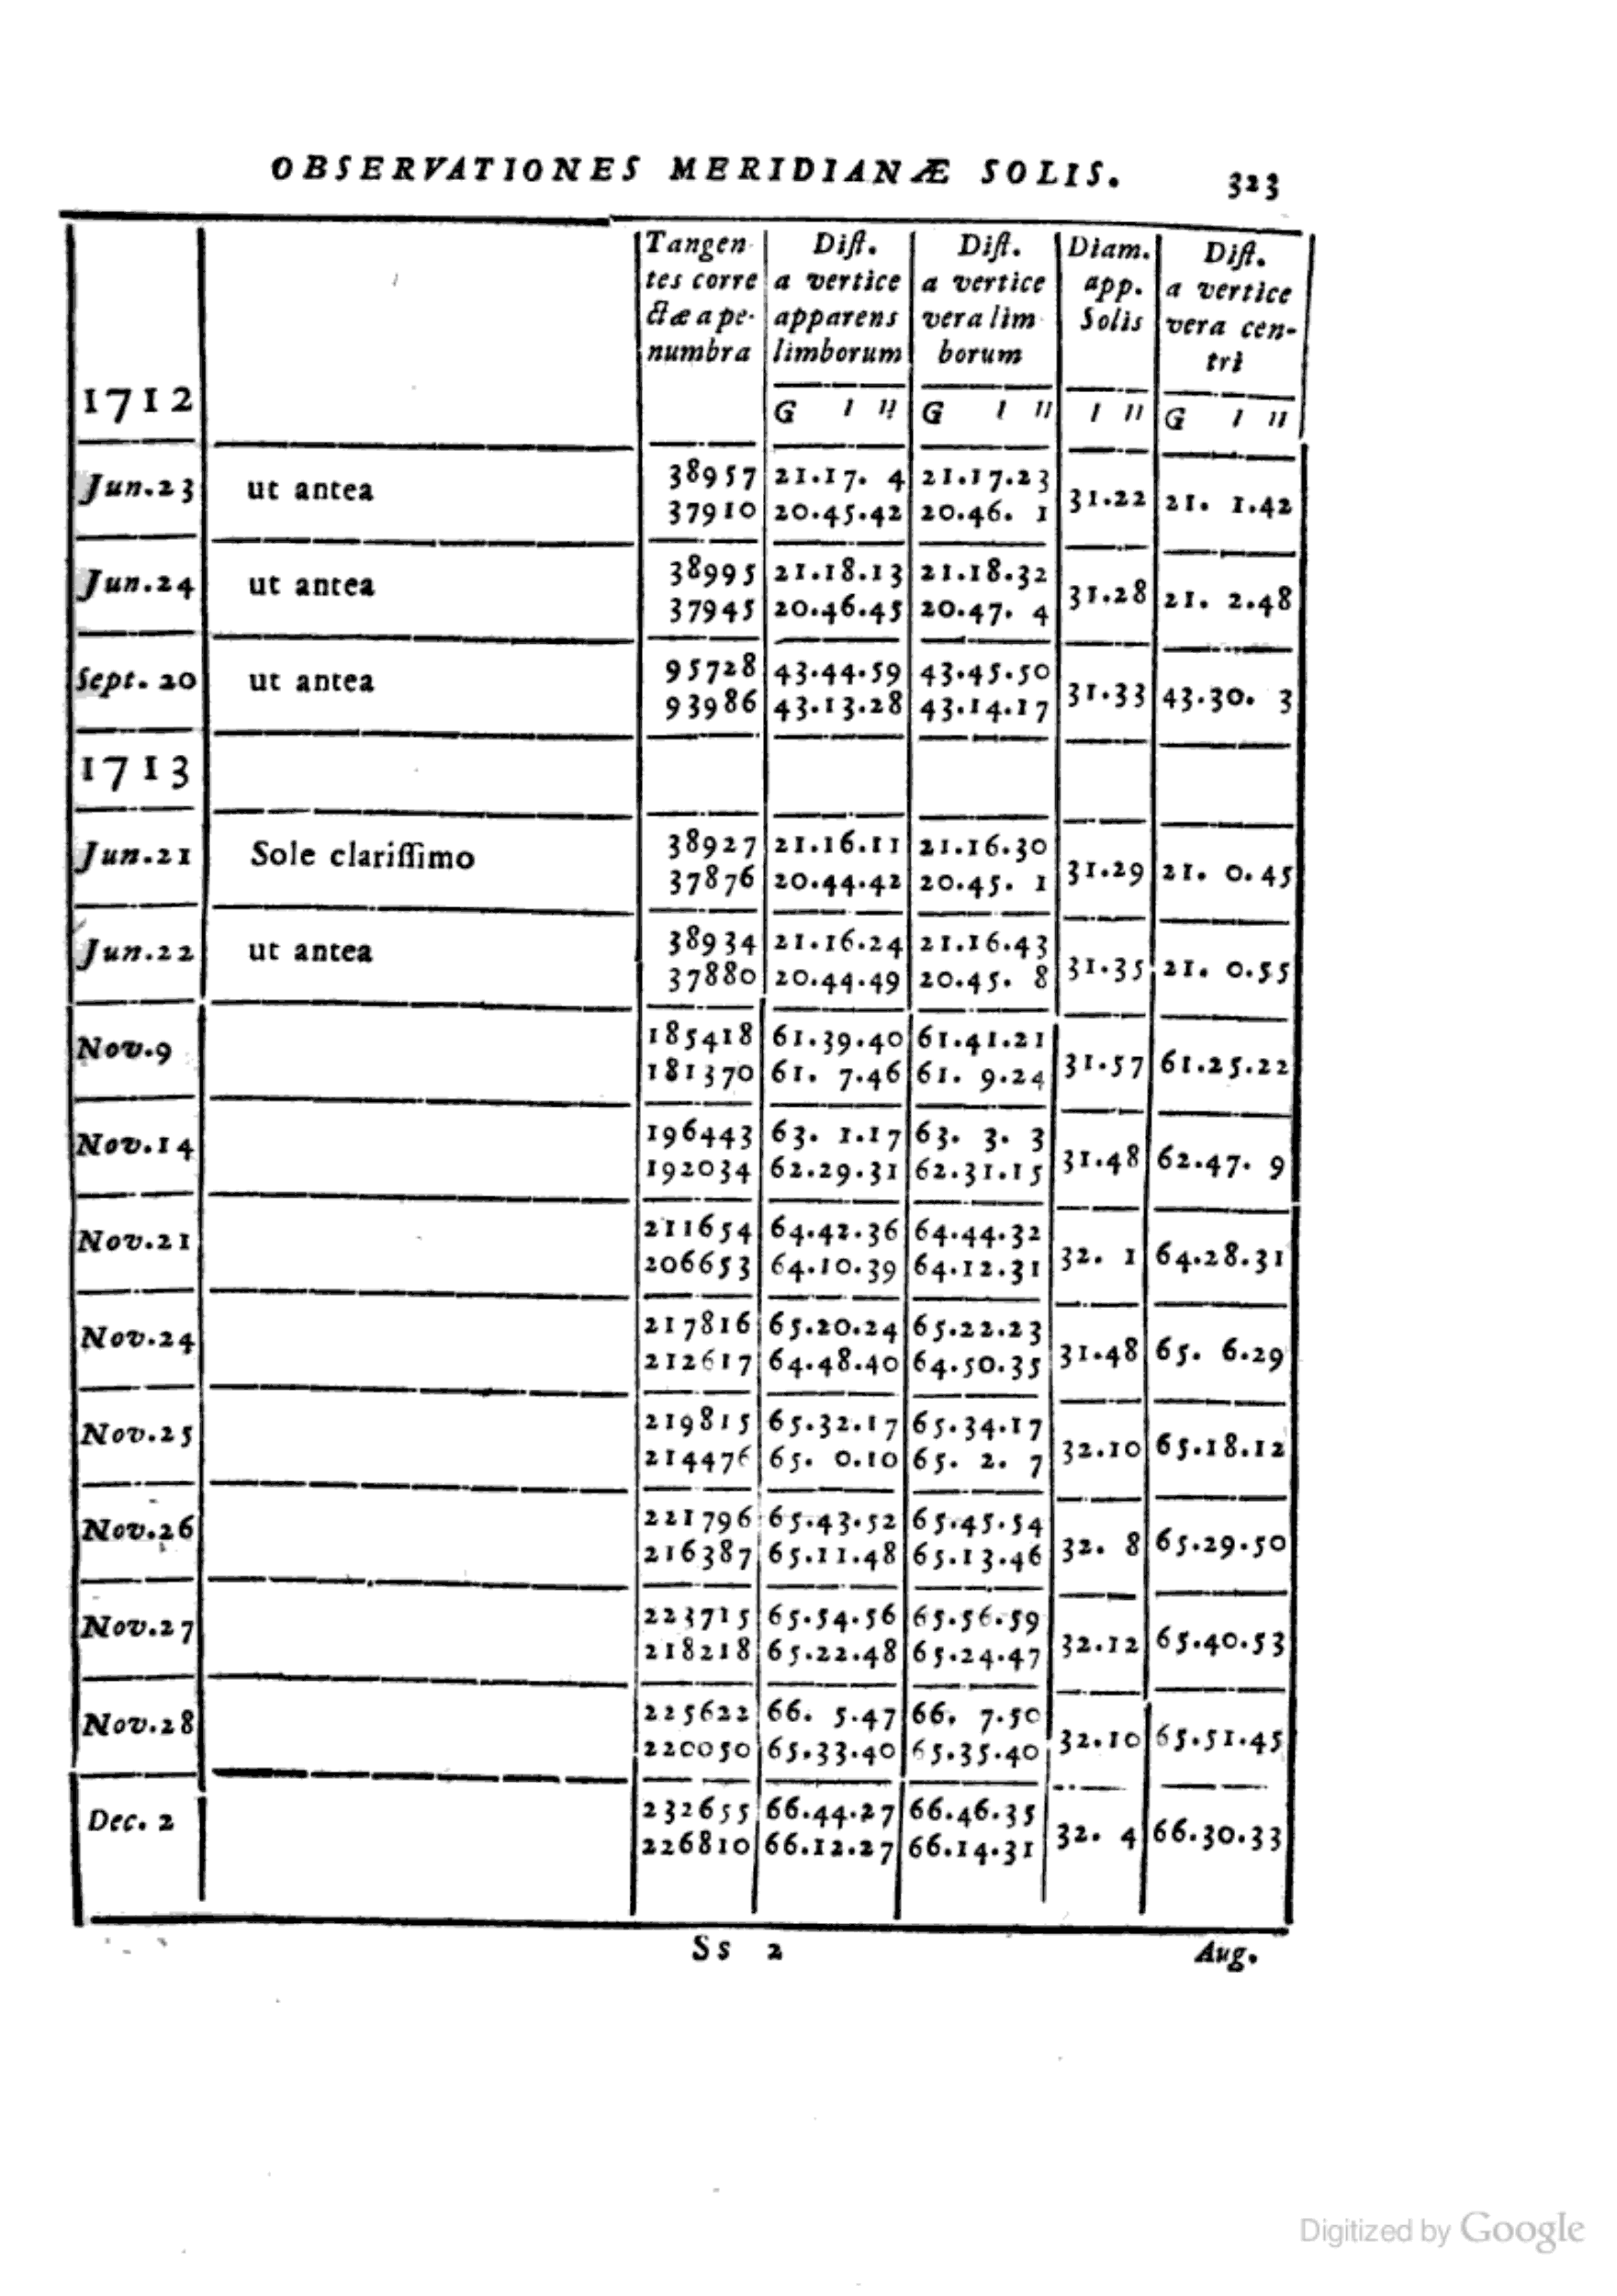 OBSERVATIONES MERIDIANÆ SOLIS. 323
1712
Tangen
tes corre
ctæ a pe-
numbra
Dist.
a vertice
apparens
limborum
Dist.
a vertice
vera lim
borum
Diam.
app.
Solis
Dist.
a vertice
vera cen-
tri
G I II G I II I II G I II
Jun.23 ut antea 38957 21.17. 4 21.17.23 31.22 21. 1.42
37910 20.45.42 20.46. 1
Jun.24 ut antea 38995 21.18.13 21.18.32 31.28 21. 2.48
37945 20.46.45 20.47. 4
Sept. 20 ut antea 95728 43.44.59 43.45.50 31.33 43.30. 3
93986 43.13.28 43.14.17
1713
Jun.21 Sole clarissimo 38927 21.16.11 21.16.30 31.29 21. 0.45
37876 20.44.42 20.45. 1
Jun.22 ut antea 38934 21.16.24 21.16.43 31.35 21. 0.55
37880 20.44.49 20.45. 8
Nov.9 185418 61.39.40 61.41.21 31.57 61.25.22
181370 61. 7.46 61. 9.24
Nov.14 196443 63. 1.17 63. 3. 3 31.48 62.47. 9
192034 62.29.31 62.31.15
Nov.21 211654 64.42.36 64.44.32 32. 1 64.28.31
206653 64.10.39 64.12.31
Nov.24 217816 65.20.24 65.22.23 31.48 65. 6.29
212617 64.48.40 64.50.35
Nov.25 219815 65.32.17 65.34.17 32.10 65.18.12
214476 65. 0.10 65. 2. 7
Nov.26 221796 65.43.52 65.45.54 32. 8 65.29.50
216387 65.11.48 65.13.46
Nov.27 223715 65.54.56 65.56.59 32.12 65.40.53
218218 65.22.48 65.24.47
Nov.28 225622 66. 5.47 66. 7.50 32.10 65.51.45
220050 65.33.40 65.35.40
Dec. 2 232655 66.44.27 66.46.35 32. 4 66.30.33
226810 66.12.27 66.14.31
Ss 2 Aug.
Digitized by Google